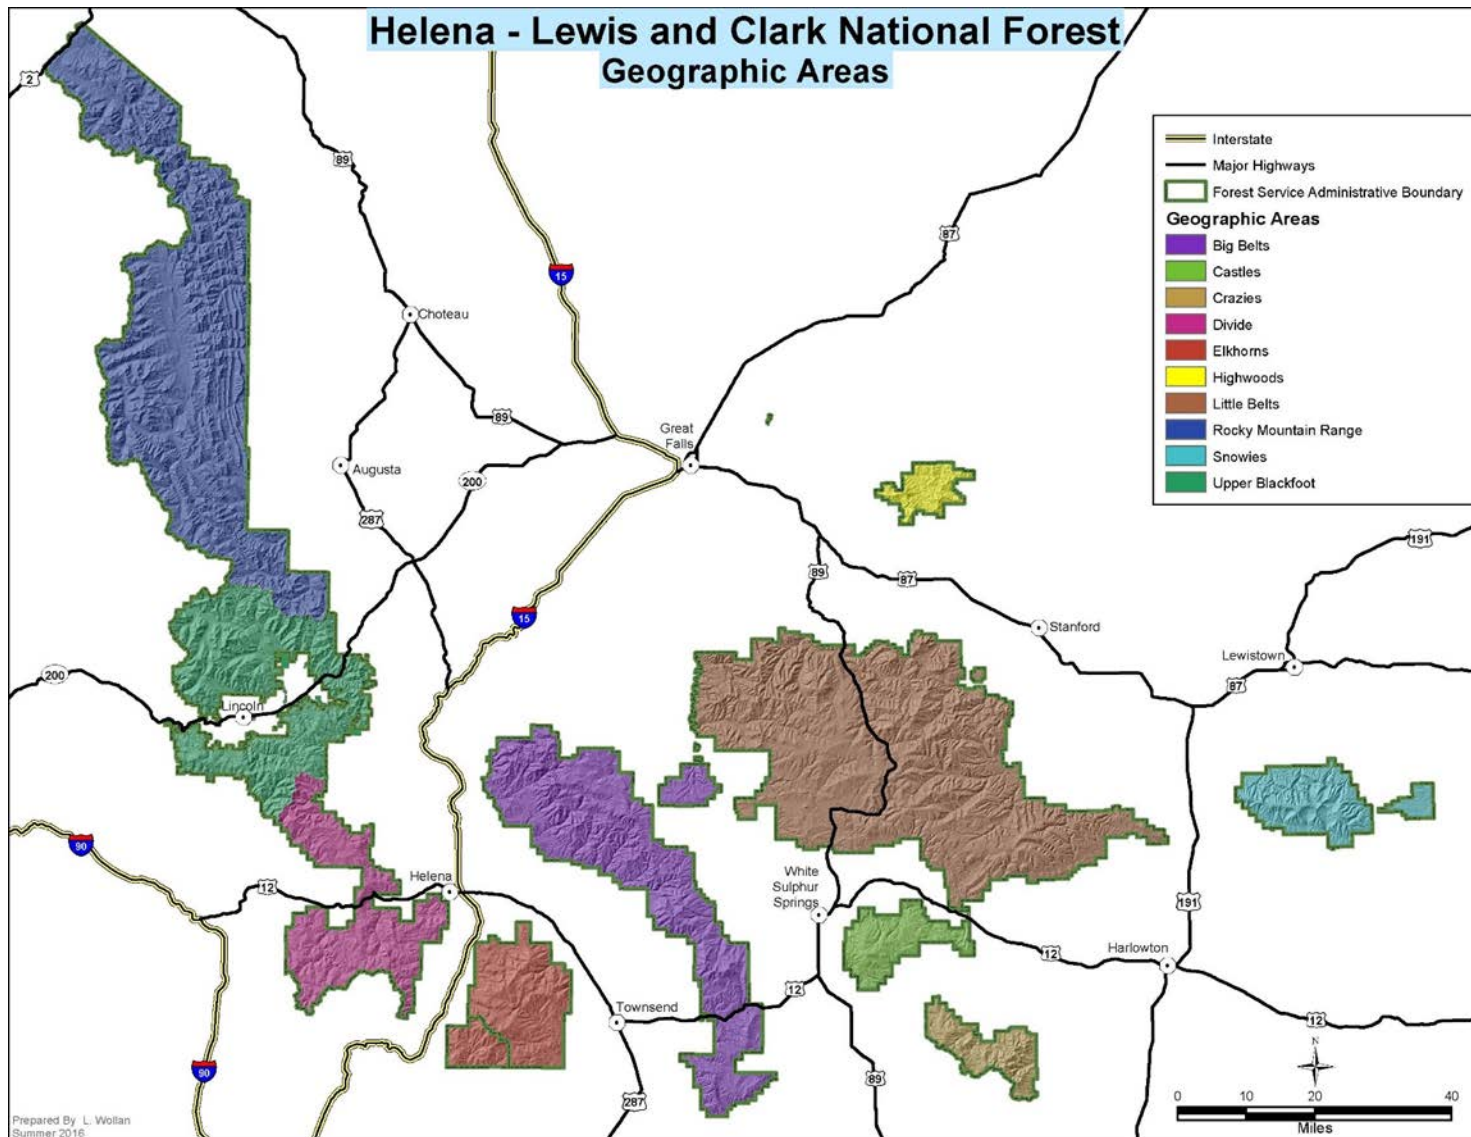 Helena - Lewis and Clark National Forest
Geographic Areas
2
89
15
87
Interstate
Major Highways
Forest Service Administrative Boundary
Geographic Areas
Big Belts
Castles
Crazies
Divide
Elkhorns
Highwoods
Little Belts
Rocky Mountain Range
Snowies
Upper Blackfoot
Choteau
89
Great
Falls
Augusta
200
287
191
89
87
15
Stanford
Lewistown
200
87
Lincoln
90
Helena
12
White
Sulphur
Springs
191
Harlowton
12
12
Townsend
12
N
90
89
287
0 20 40
Miles
Prepared By L. Wollan
Summer 2016